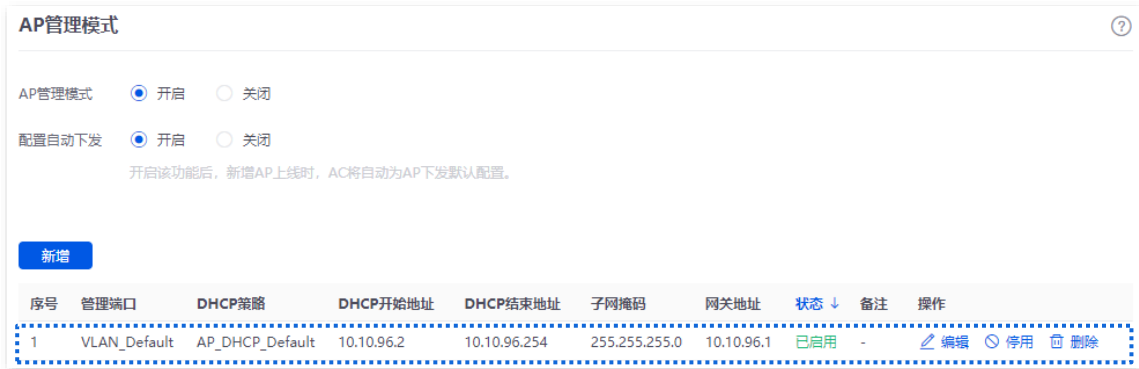 AP管理模式
AP管理模式 开启 关闭
配置自动下发 开启 关闭
开启该功能后，新增AP上线时，AC将自动为AP下发默认配置。
新增
序号 管理端口 DHCP策略 DHCP开始地址 DHCP结束地址 子网掩码 网关地址 状态 ↓ 备注 操作
1 VLAN_Default AP_DHCP_Default 10.10.96.2 10.10.96.254 255.255.255.0 10.10.96.1 已启用 - 编辑 停用 删除